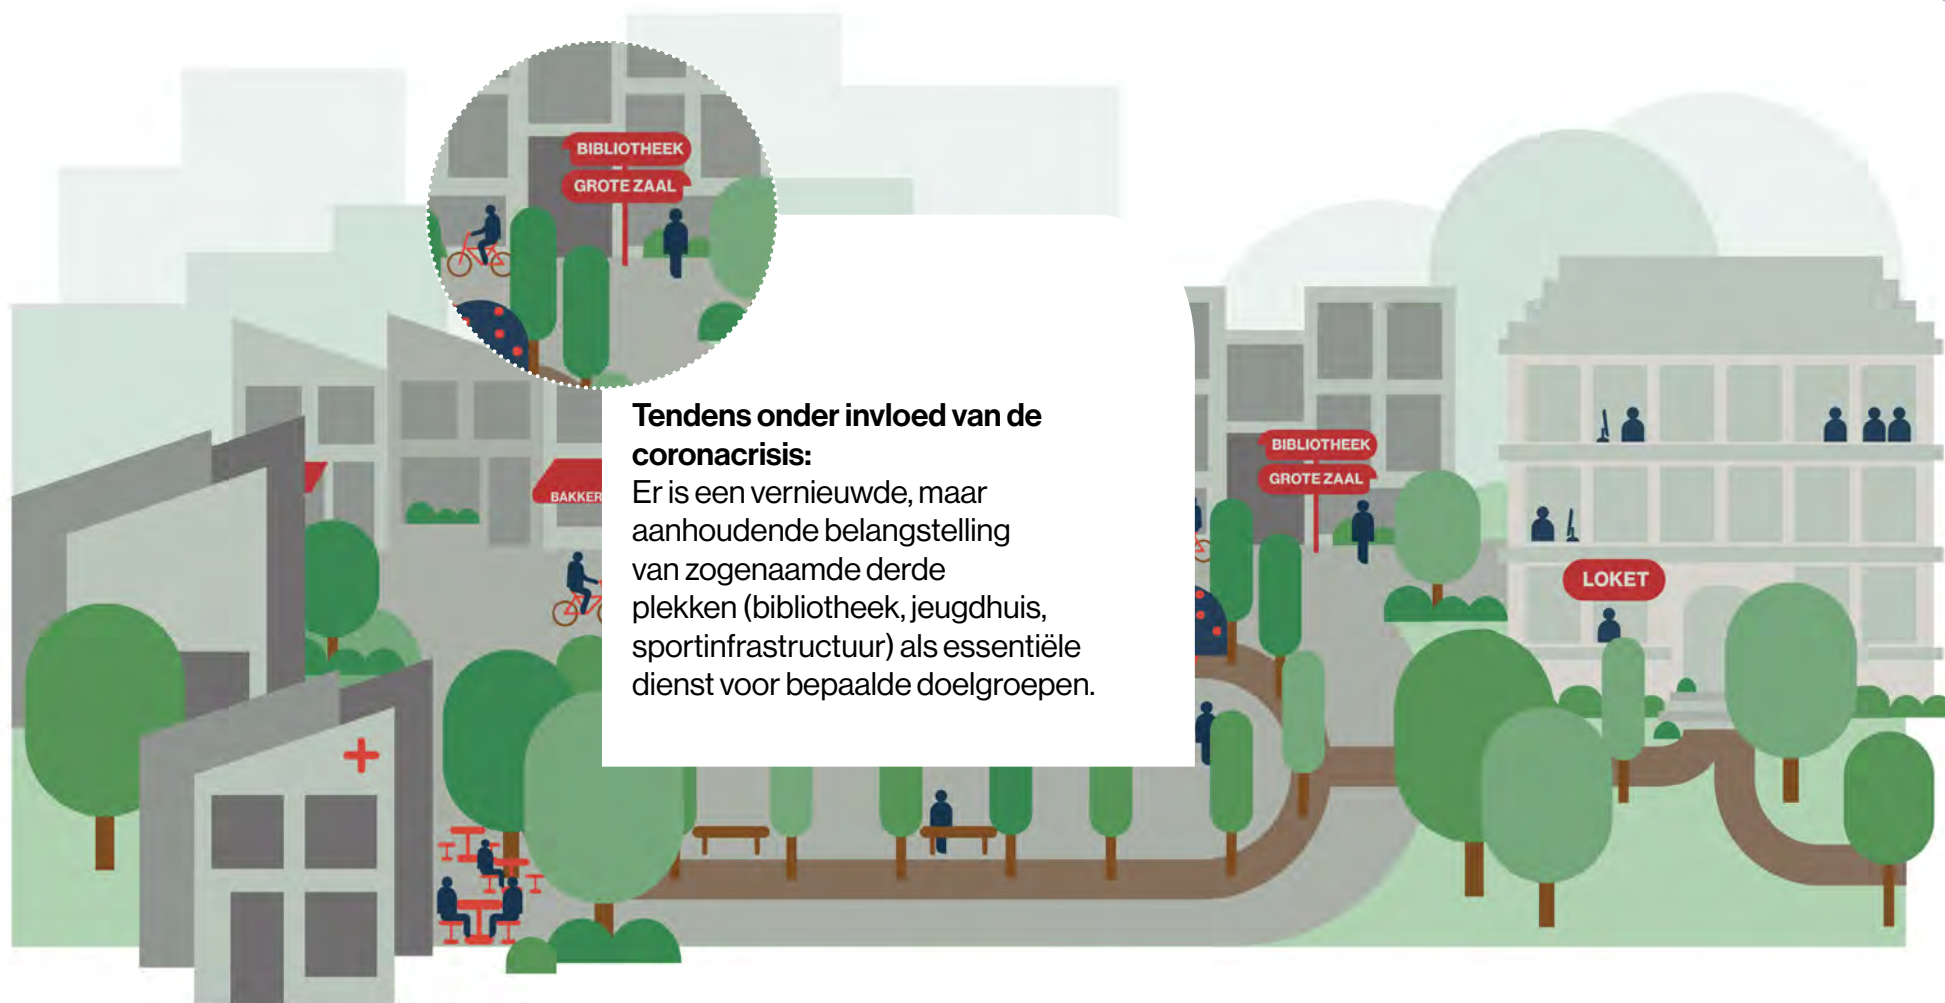 BIBLIOTHEEK
GROTE ZAAL
Tendens onder invloed van de
coronacrisis:
Er is een vernieuwde, maar
aanhoudende belangstelling
van zogenaamde derde
plekken (bibliotheek, jeugdhuis,
sportinfrastructuur) als essentiële
dienst voor bepaalde doelgroepen.
BAKKER
BIBLIOTHEEK
GROTE ZAAL
LOKET